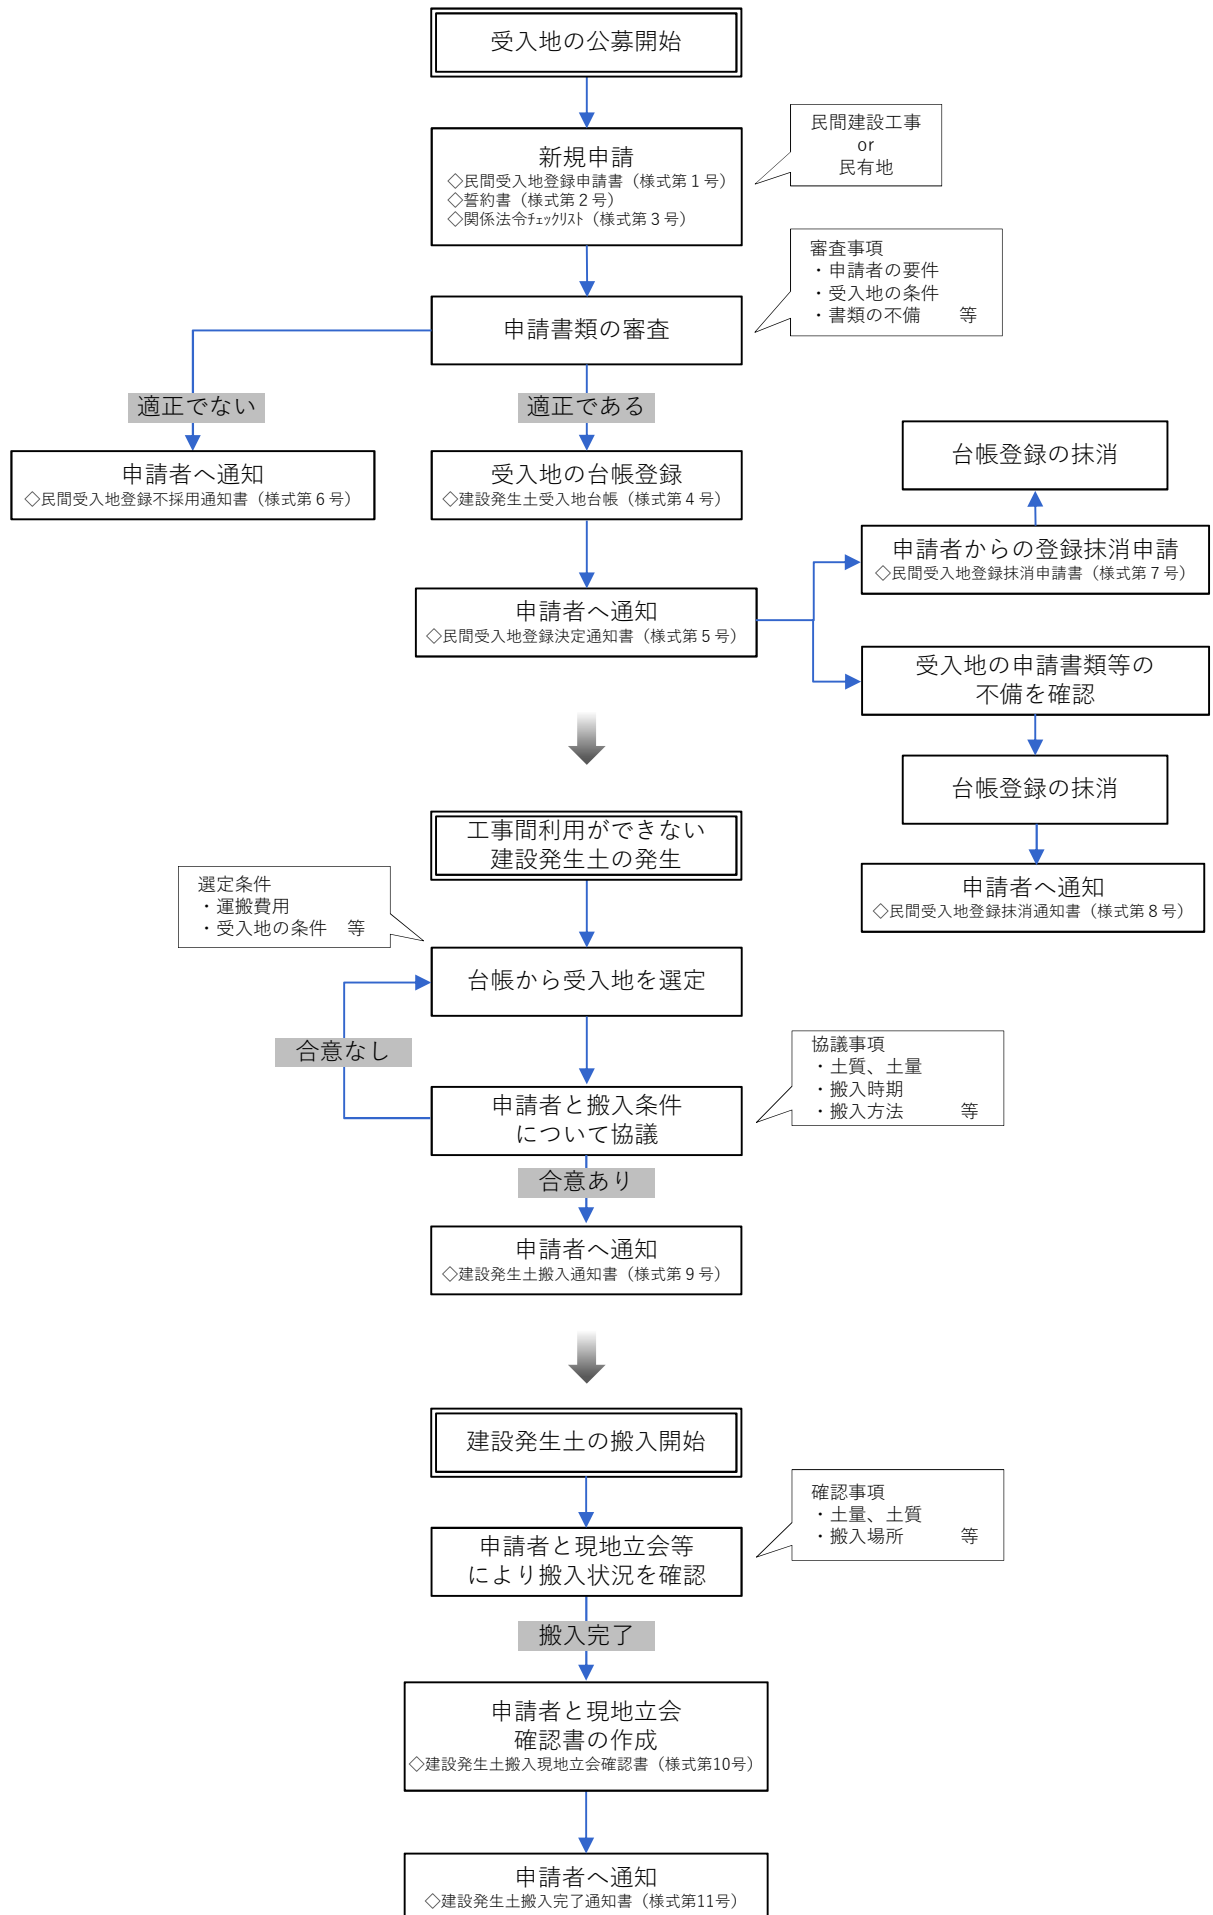 受入地の公募開始
新規申請
◇民間受入地登録申請書（様式第１号）
◇誓約書（様式第２号）
◇関係法令ﾁｪｯｸﾘｽﾄ（様式第３号）
民間建設工事
or
民有地
申請書類の審査
審査事項
・申請者の要件
・受入地の条件
・書類の不備　　等
適正でない
適正である
申請者へ通知
◇民間受入地登録不採用通知書（様式第６号）
受入地の台帳登録
◇建設発生土受入地台帳（様式第４号）
台帳登録の抹消
申請者からの登録抹消申請
◇民間受入地登録抹消申請書（様式第７号）
申請者へ通知
◇民間受入地登録決定通知書（様式第５号）
受入地の申請書類等の
不備を確認
台帳登録の抹消
申請者へ通知
◇民間受入地登録抹消通知書（様式第８号）
工事間利用ができない
建設発生土の発生
選定条件
・運搬費用
・受入地の条件　等
台帳から受入地を選定
合意なし
申請者と搬入条件
について協議
協議事項
・土質、土量
・搬入時期
・搬入方法　　　等
合意あり
申請者へ通知
◇建設発生土搬入通知書（様式第９号）
建設発生土の搬入開始
申請者と現地立会等
により搬入状況を確認
確認事項
・土量、土質
・搬入場所　　　等
搬入完了
申請者と現地立会
確認書の作成
◇建設発生土搬入現地立会確認書（様式第10号）
申請者へ通知
◇建設発生土搬入完了通知書（様式第11号）